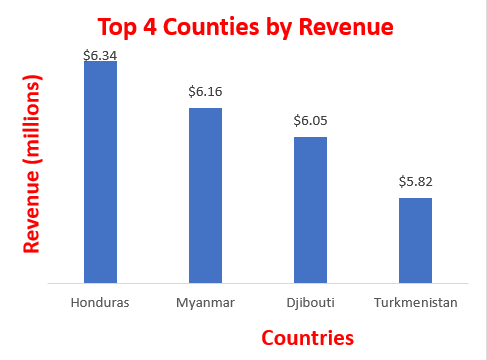 Top 4 Counties by Revenue
Revenue (millions)
$6.34
$6.16
$6.05
$5.82
Honduras
Myanmar
Djibouti
Turkmenistan
Countries